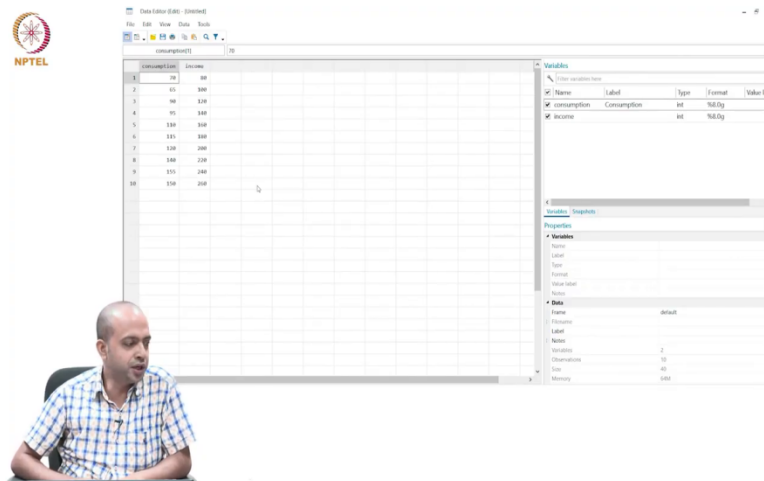 Data Editor (Edit) - [Untitled]
File Edit View Data Tools
NPTEL
consumption[1] 70
consumption income
1 70 80
2 65 100
3 90 120
4 95 140
5 110 160
6 115 180
7 120 200
8 140 220
9 155 240
10 150 260
Variables
Filter variables here
Name Label Type Format Value l
consumption Consumption int %8.0g
income int %8.0g
Variables Snapshots
Properties
Variables
Name
Label
Type
Format
Value label
Notes
Data
Frame default
Filename
Label
Notes
Variables 2
Observations 10
Size 40
Memory 64M